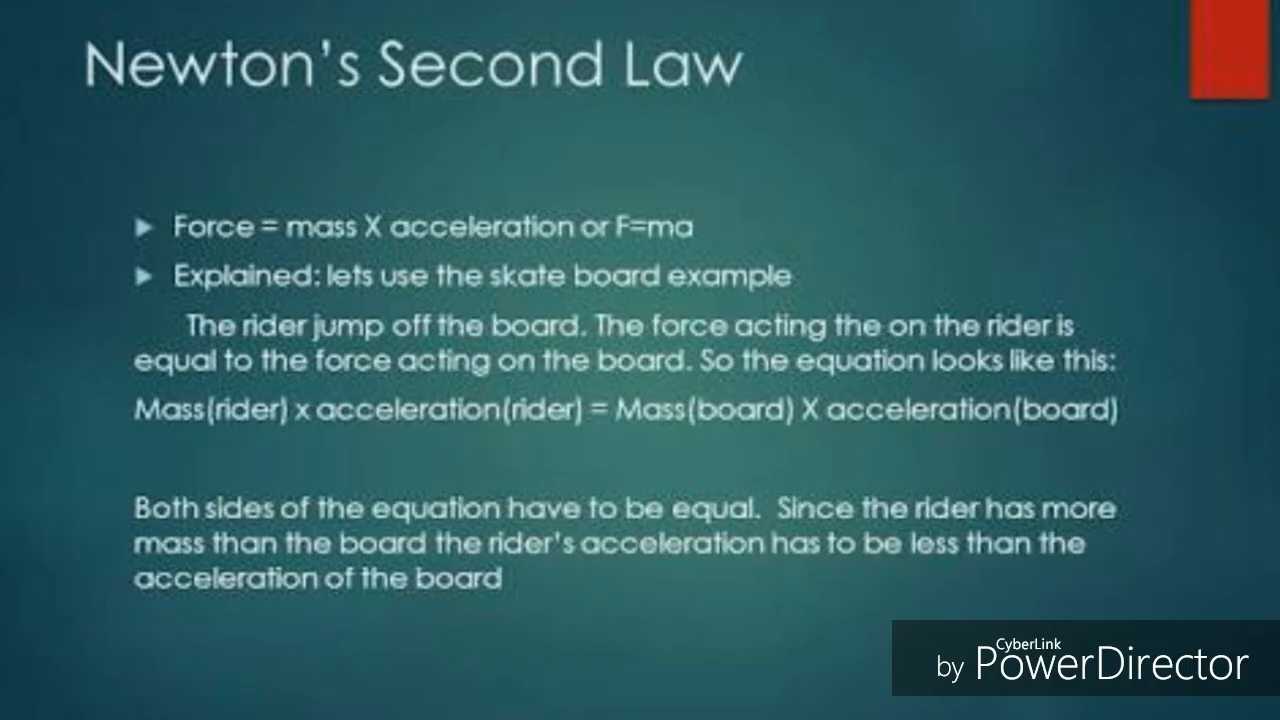 Newton's Second Law
Force = mass X acceleration or F=ma
Explained: lets use the skate board example
The rider jump off the board. The force acting the on the rider is
equal to the force acting on the board. So the equation looks like this:
Mass(rider) x acceleration(rider) = Mass(board) X acceleration(board)
Both sides of the equation have to be equal. Since the rider has more
mass than the board the rider's acceleration has to be less than the
acceleration of the board
CyberLink
by PowerDirector